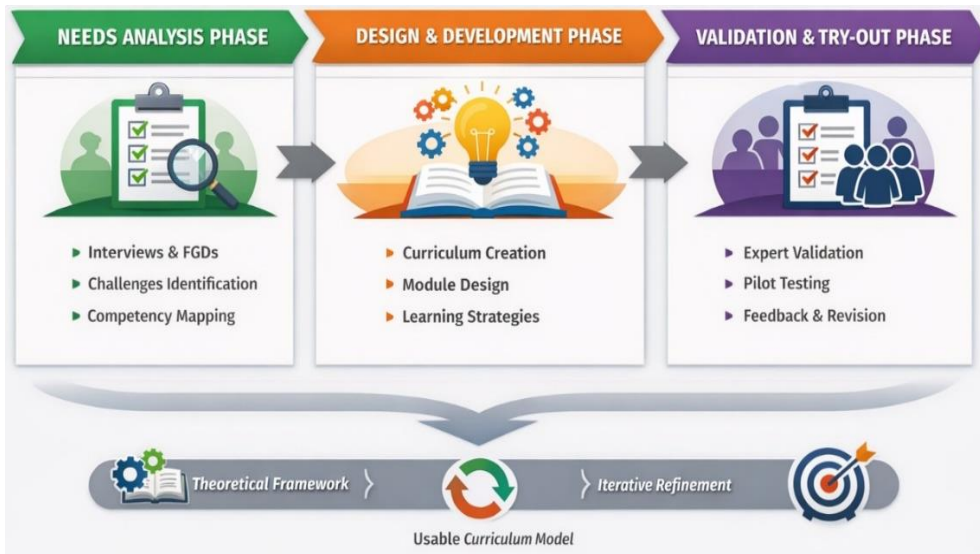 NEEDS ANALYSIS PHASE
DESIGN & DEVELOPMENT PHASE
VALIDATION & TRY-OUT PHASE
Interviews & FGDs
Challenges Identification
Competency Mapping
Curriculum Creation
Module Design
Learning Strategies
Expert Validation
Pilot Testing
Feedback & Revision
Theoretical Framework
Iterative Refinement
Usable Curriculum Model